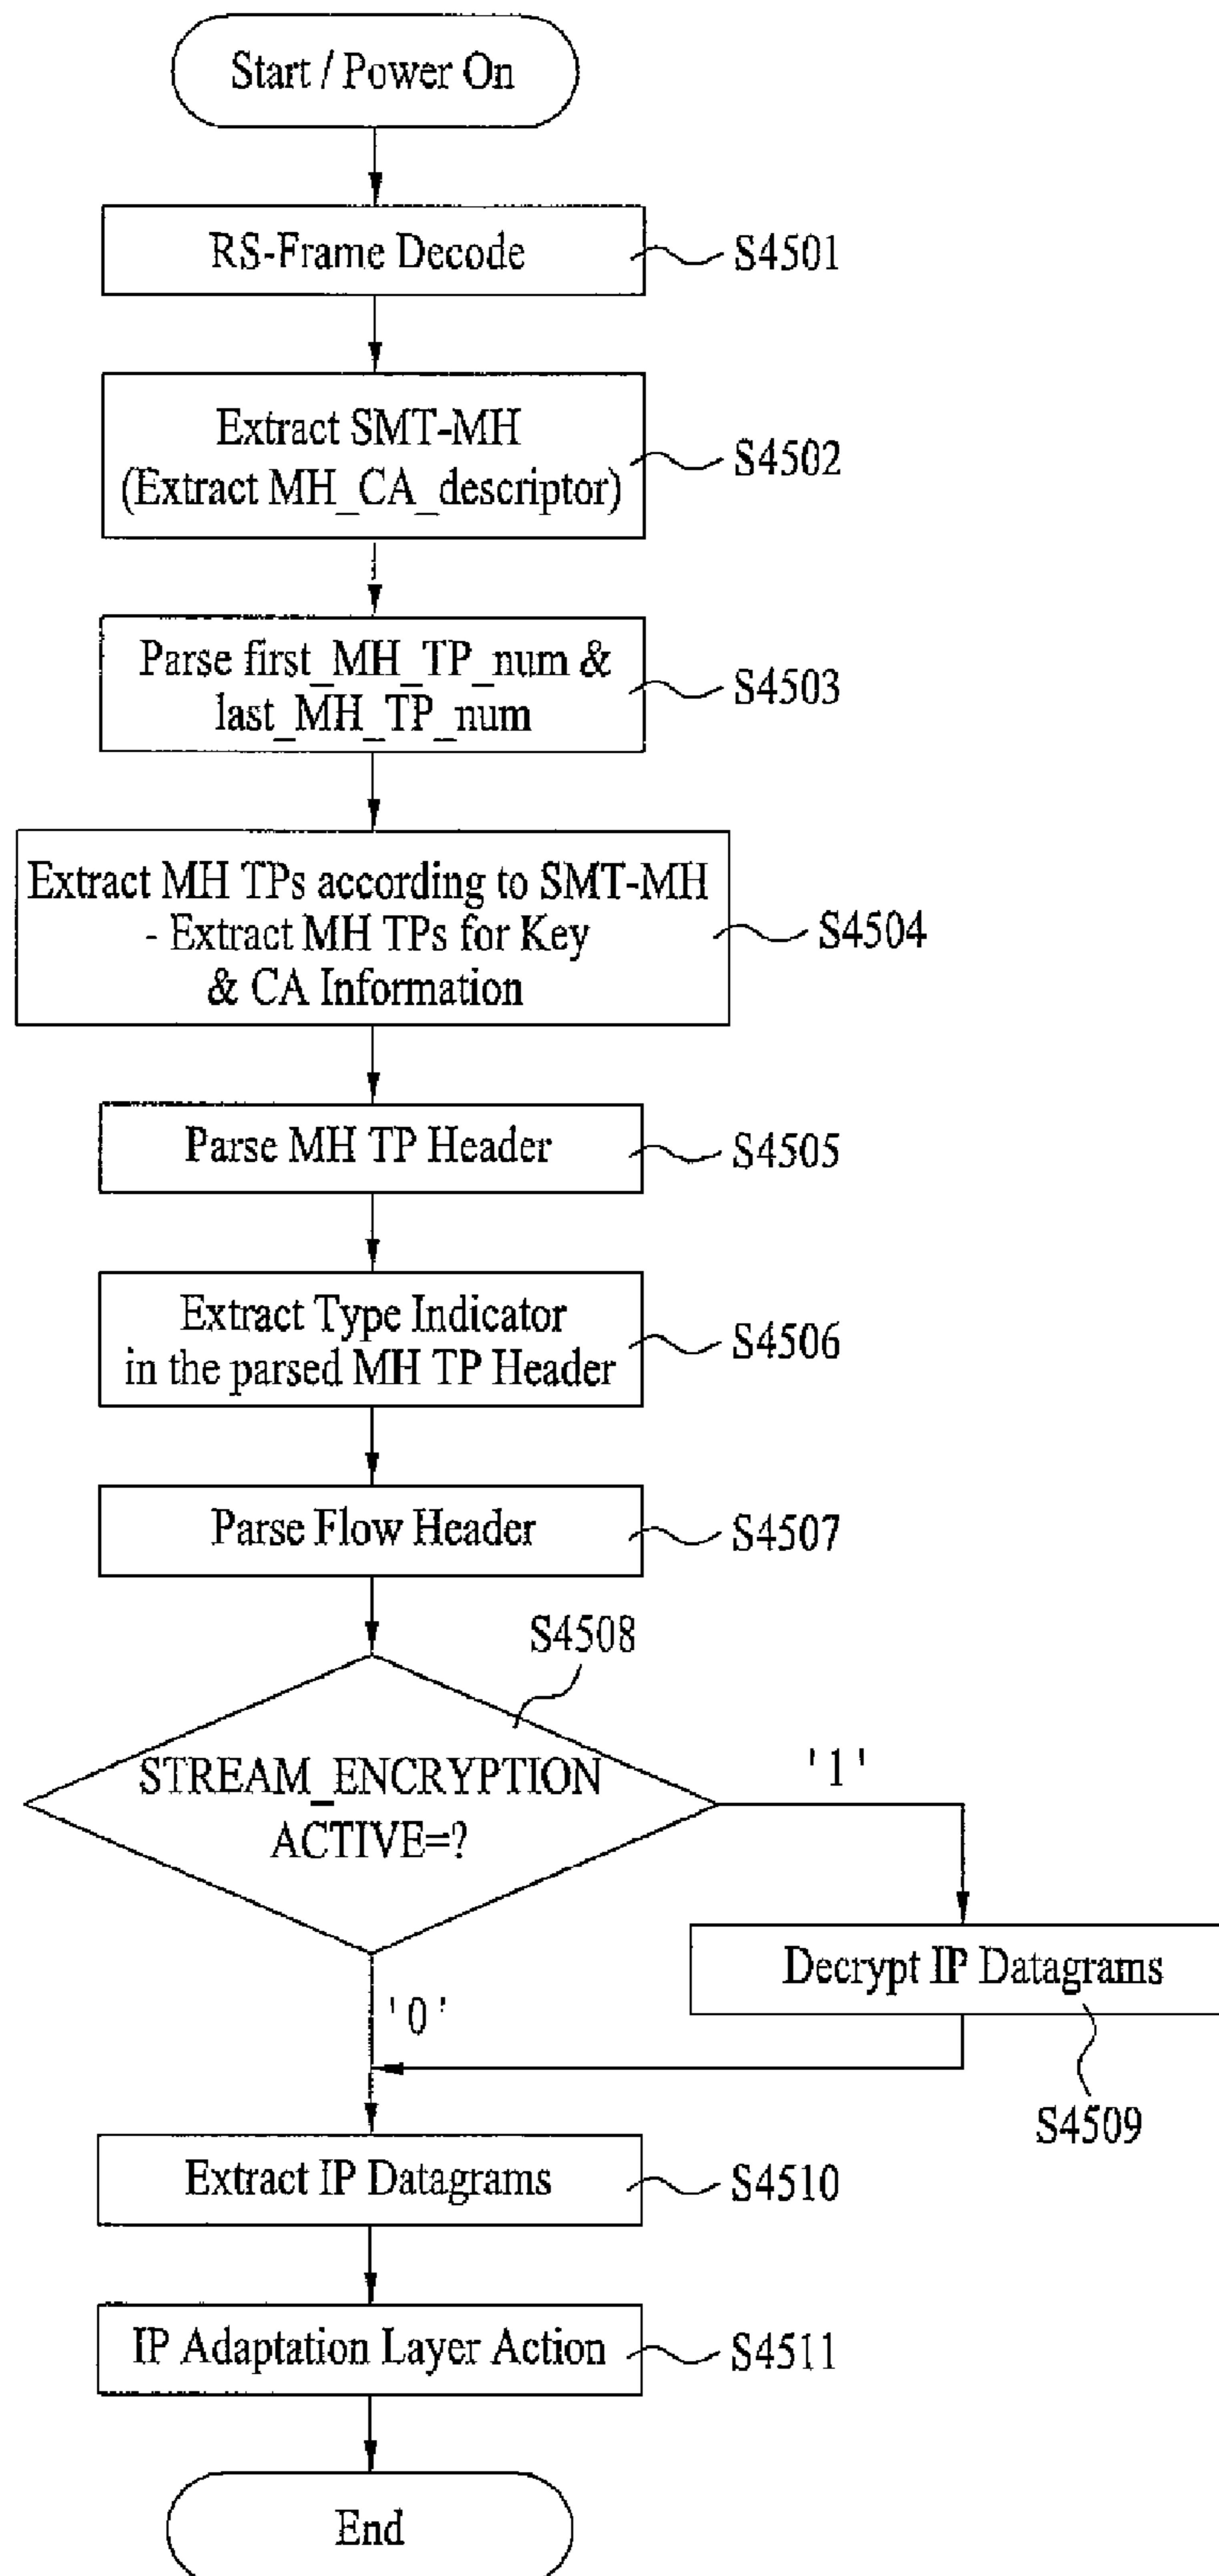 Start / Power On
RS-Frame Decode
S4501
Extract SMT-MH
(Extract MH_CA_descriptor)
S4502
Parse first_MH_TP_num &
last_MH_TP_num
S4503
Extract MH TPs according to SMT-MH
- Extract MH TPs for Key
& CA Information
S4504
Parse MH TP Header
S4505
Extract Type Indicator
in the parsed MH TP Header
S4506
Parse Flow Header
S4507
S4508
STREAM_ENCRYPTION
ACTIVE=?
'1'
Decrypt IP Datagrams
'0'
S4509
Extract IP Datagrams
S4510
IP Adaptation Layer Action
S4511
End